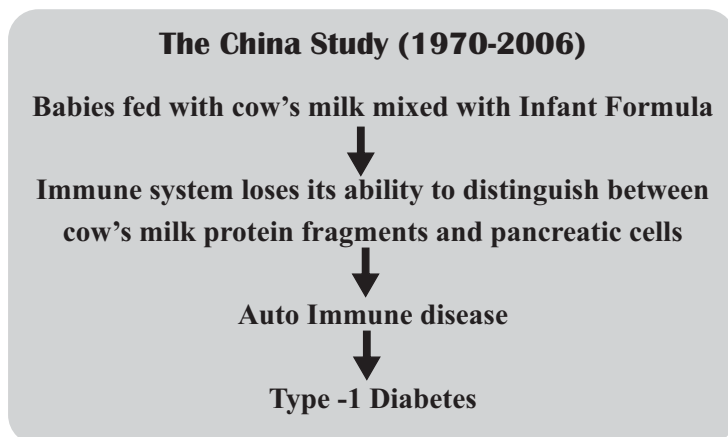 The China Study (1970-2006)
Babies fed with cow's milk mixed with Infant Formula
Immune system loses its ability to distinguish between
cow's milk protein fragments and pancreatic cells
Auto Immune disease
Type -1 Diabetes